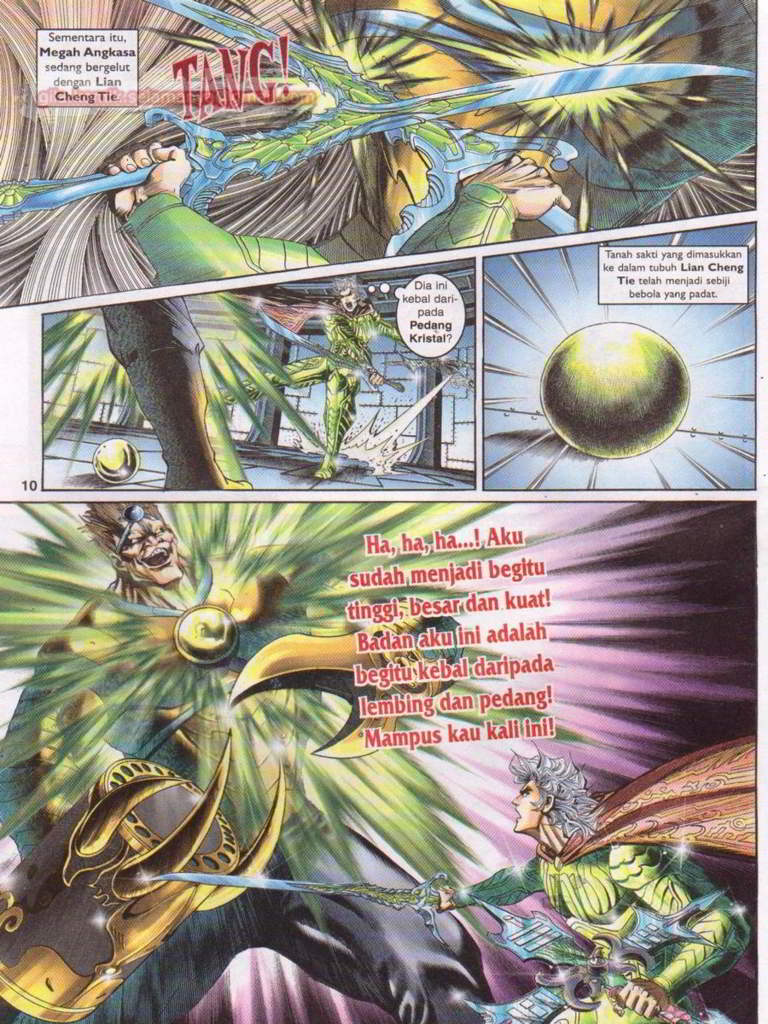 Sementara itu,
Megah Angkasa
sedang bergelut
dengan Lian
Cheng Tie.
TANG!
Dia ini
kebal dari-
pada
Pedang
Kristal?
Tanah sakti yang dimasukkan
ke dalam tubuh Lian Cheng
Tie telah menjadi sebiji
bebola yang padat.
10
Ha, ha, ha...! Aku
sudah menjadi begitu
tinggi, besar dan kuat!
Badan aku ini adalah
begitu kebal daripada
lembing dan pedang!
Mampus kau kali ini!